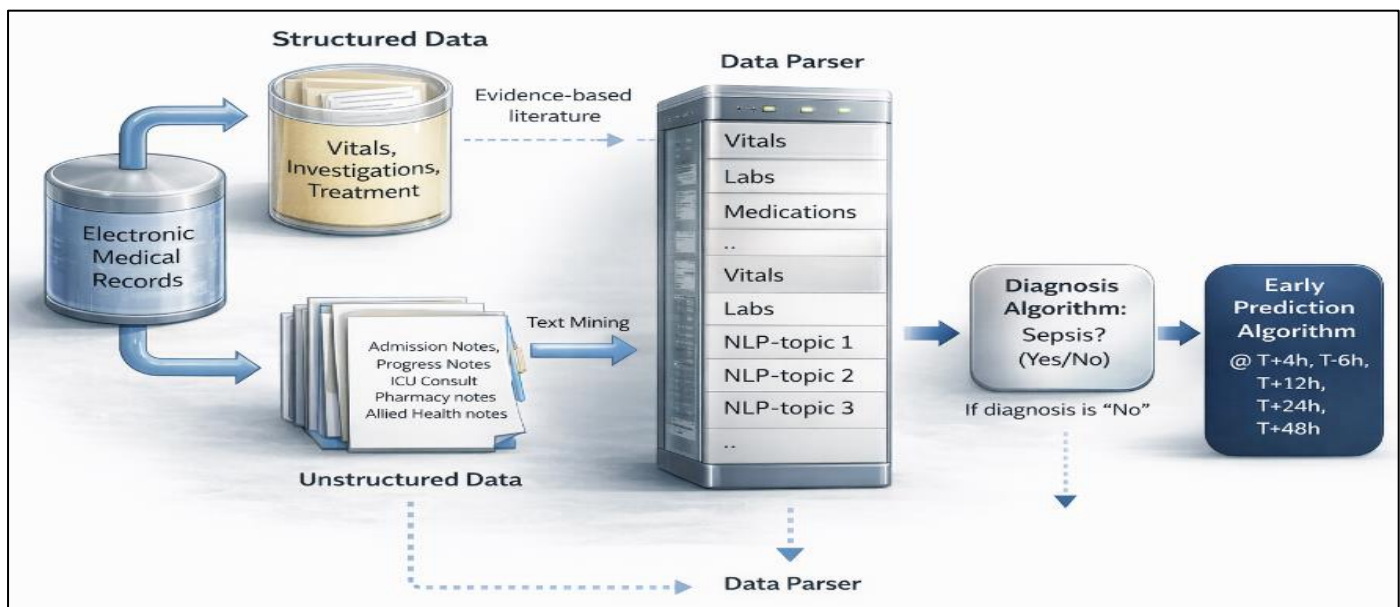 Structured Data
Vitals,
Investigations,
Treatment
Evidence-based
literature
Electronic
Medical
Records
Admission Notes,
Progress Notes
ICU Consult
Pharmacy notes
Allied Health notes
Unstructured Data
Text Mining
Data Parser
Vitals
Labs
Medications
..
Vitals
Labs
NLP-topic 1
NLP-topic 2
NLP-topic 3
..
Diagnosis
Algorithm:
Sepsis?
(Yes/No)
If diagnosis is “No”
Early
Prediction
Algorithm
@ T+4h, T-6h,
T+12h,
T+24h,
T+48h
Data Parser